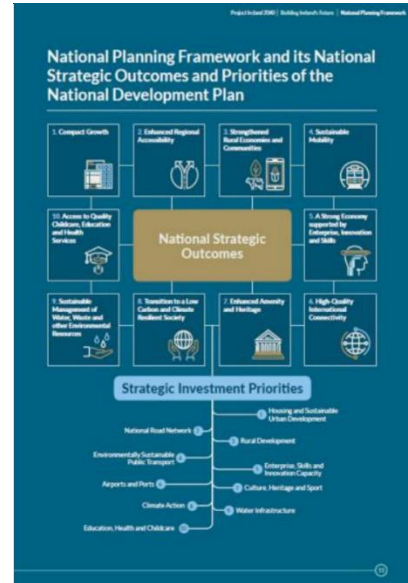 Project Ireland 2040 | Building Ireland's Future | National Planning Framework
National Planning Framework and its National
Strategic Outcomes and Priorities of the
National Development Plan
1. Compact Growth
2. Enhanced Regional
Accessibility
3. Strengthened
Rural Economies and
Communities
4. Sustainable
Mobility
10. Access to Quality
Childcare, Education
and Health
Services
National Strategic
Outcomes
5. A Strong Economy
supported by
Enterprise, Innovation
and Skills
9. Sustainable
Management of
Water, Waste and
other Environmental
Resources
8. Transition to a Low
Carbon and Climate
Resilient Society
7. Enhanced Amenity
and Heritage
6. High-Quality
International
Connectivity
Strategic Investment Priorities
Housing and Sustainable
Urban Development
National Road Network
Rural Development
Environmentally Sustainable
Public Transport
Enterprise, Skills and
Innovation Capacity
Airports and Ports
Culture, Heritage and Sport
Climate Action
Water Infrastructure
Education, Health and Childcare